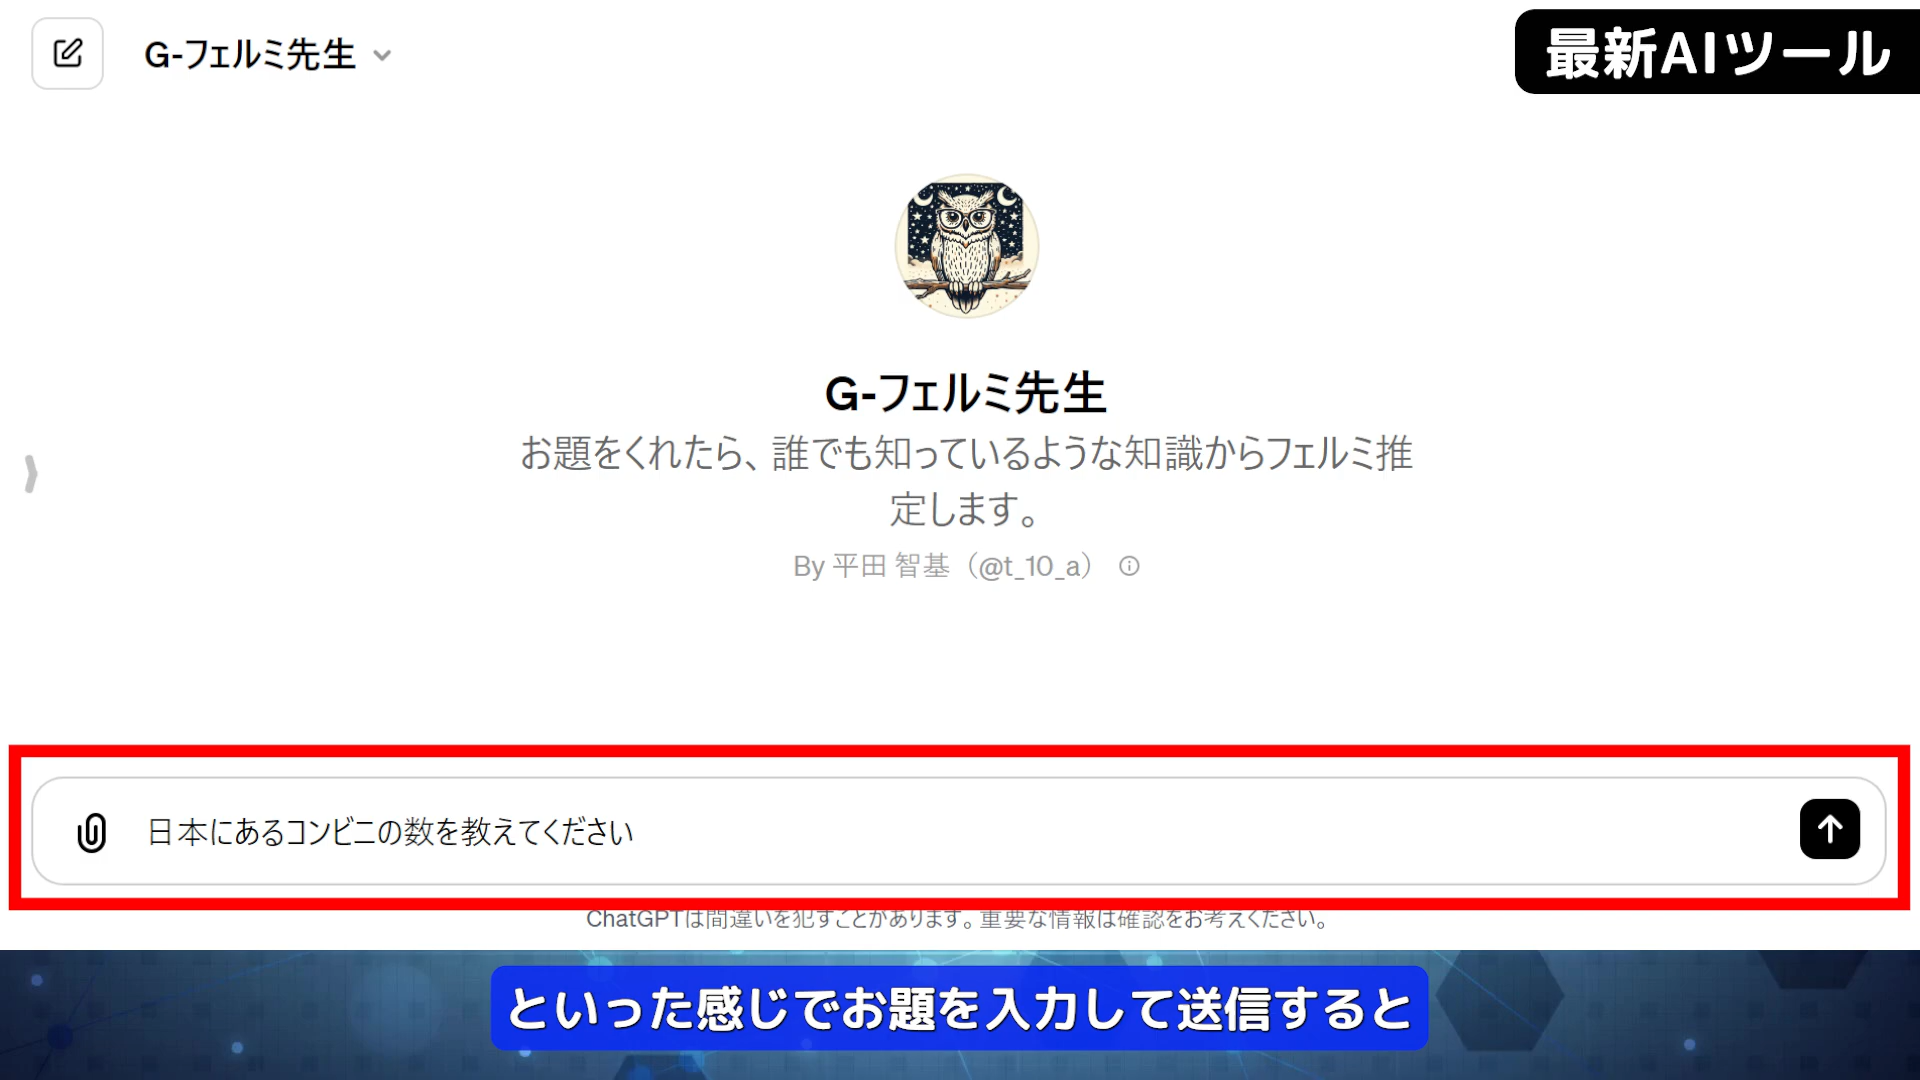 G-フェルミ先生
最新AIツール
G-フェルミ先生
お題をくれたら、誰でも知っているような知識からフェルミ推
定します。
By 平田 智基（@t_10_a）
日本にあるコンビニの数を教えてください
ChatGPTは間違いを犯すことがあります。重要な情報は確認をお考えください。
といった感じでお題を入力して送信すると